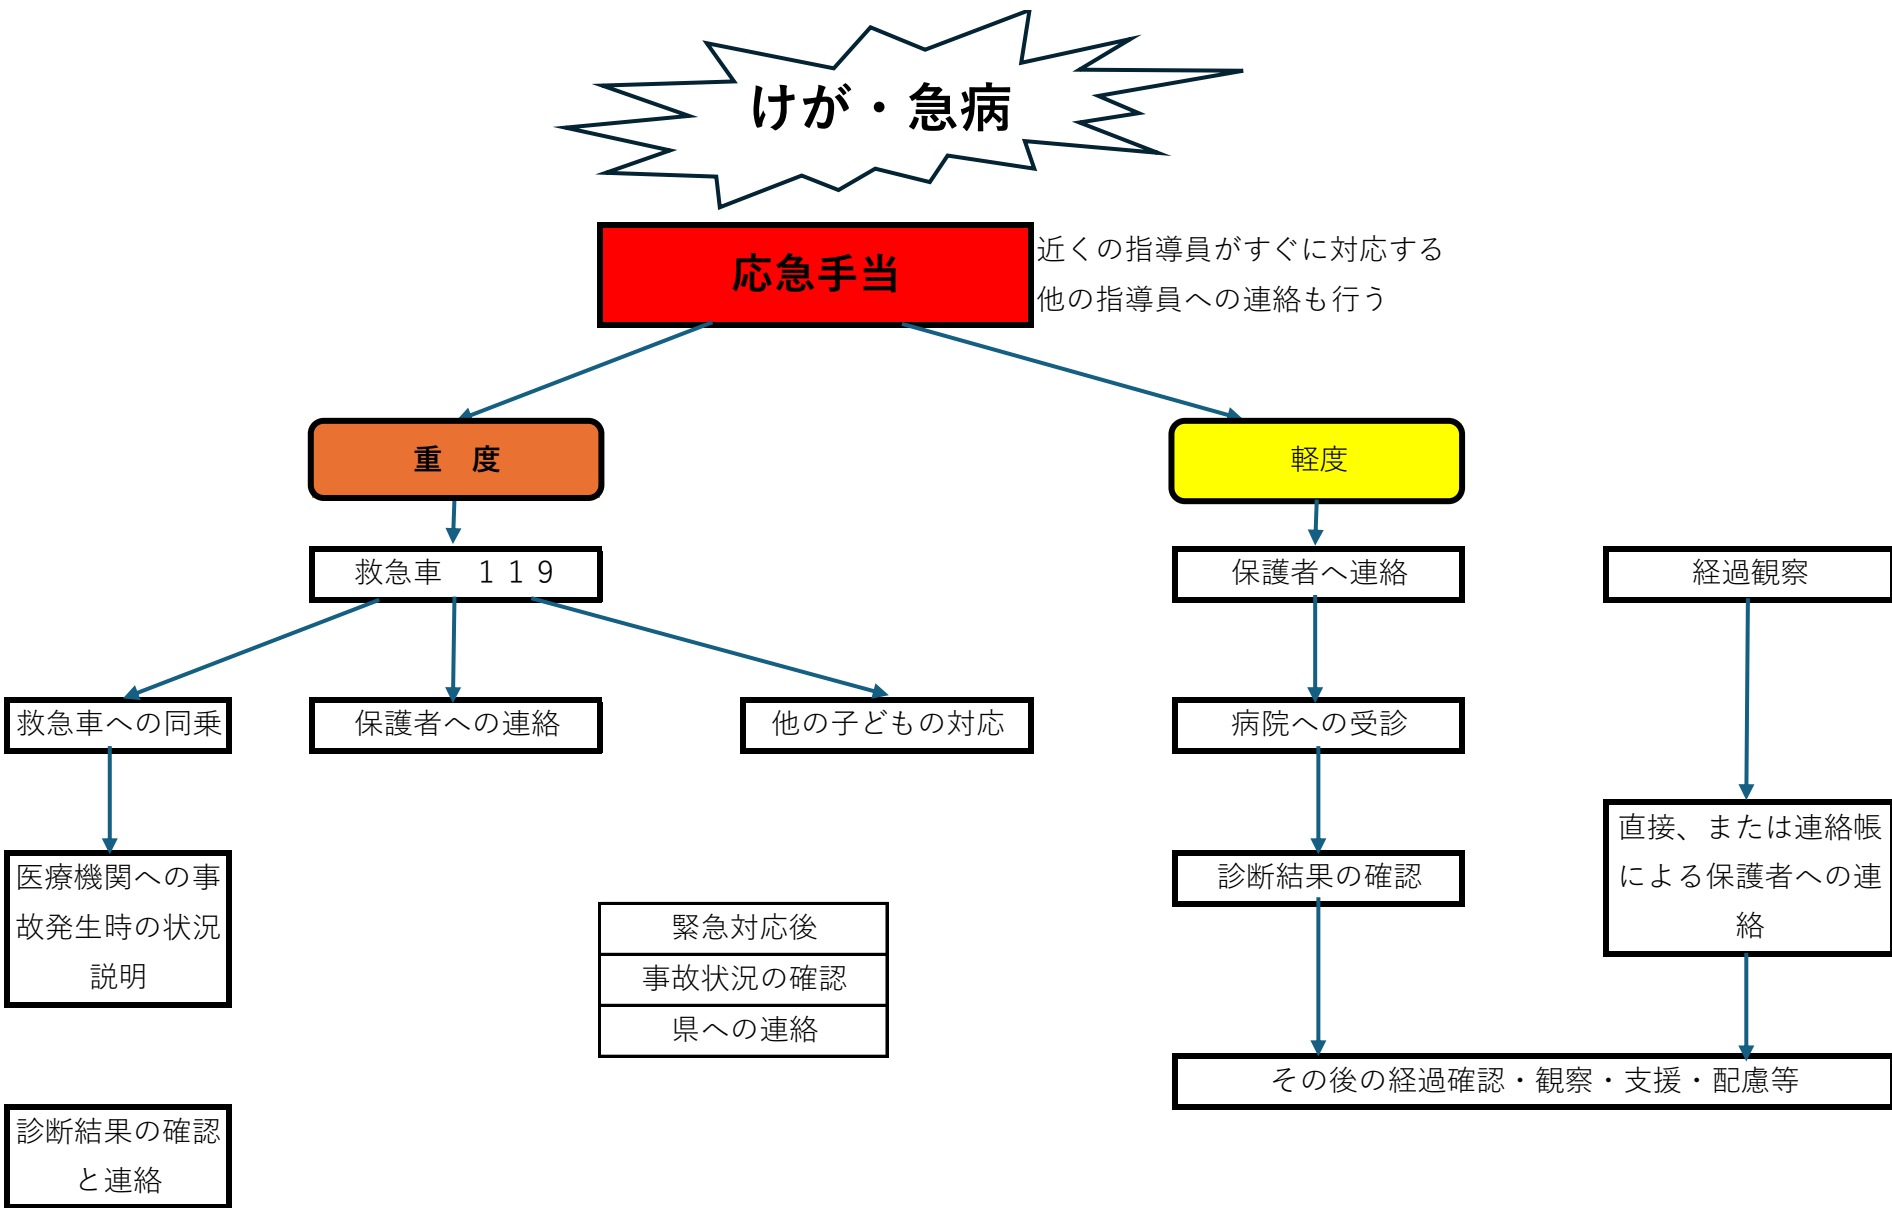 けが・急病
応急手当
近くの指導員がすぐに対応する
他の指導員への連絡も行う
重　度
軽度
救急車　１１９
保護者へ連絡
経過観察
救急車への同乗
保護者への連絡
他の子どもの対応
病院への受診
直接、または連絡帳
による保護者への連
絡
医療機関への事
故発生時の状況
説明
診断結果の確認
緊急対応後
事故状況の確認
県への連絡
その後の経過確認・観察・支援・配慮等
診断結果の確認
と連絡